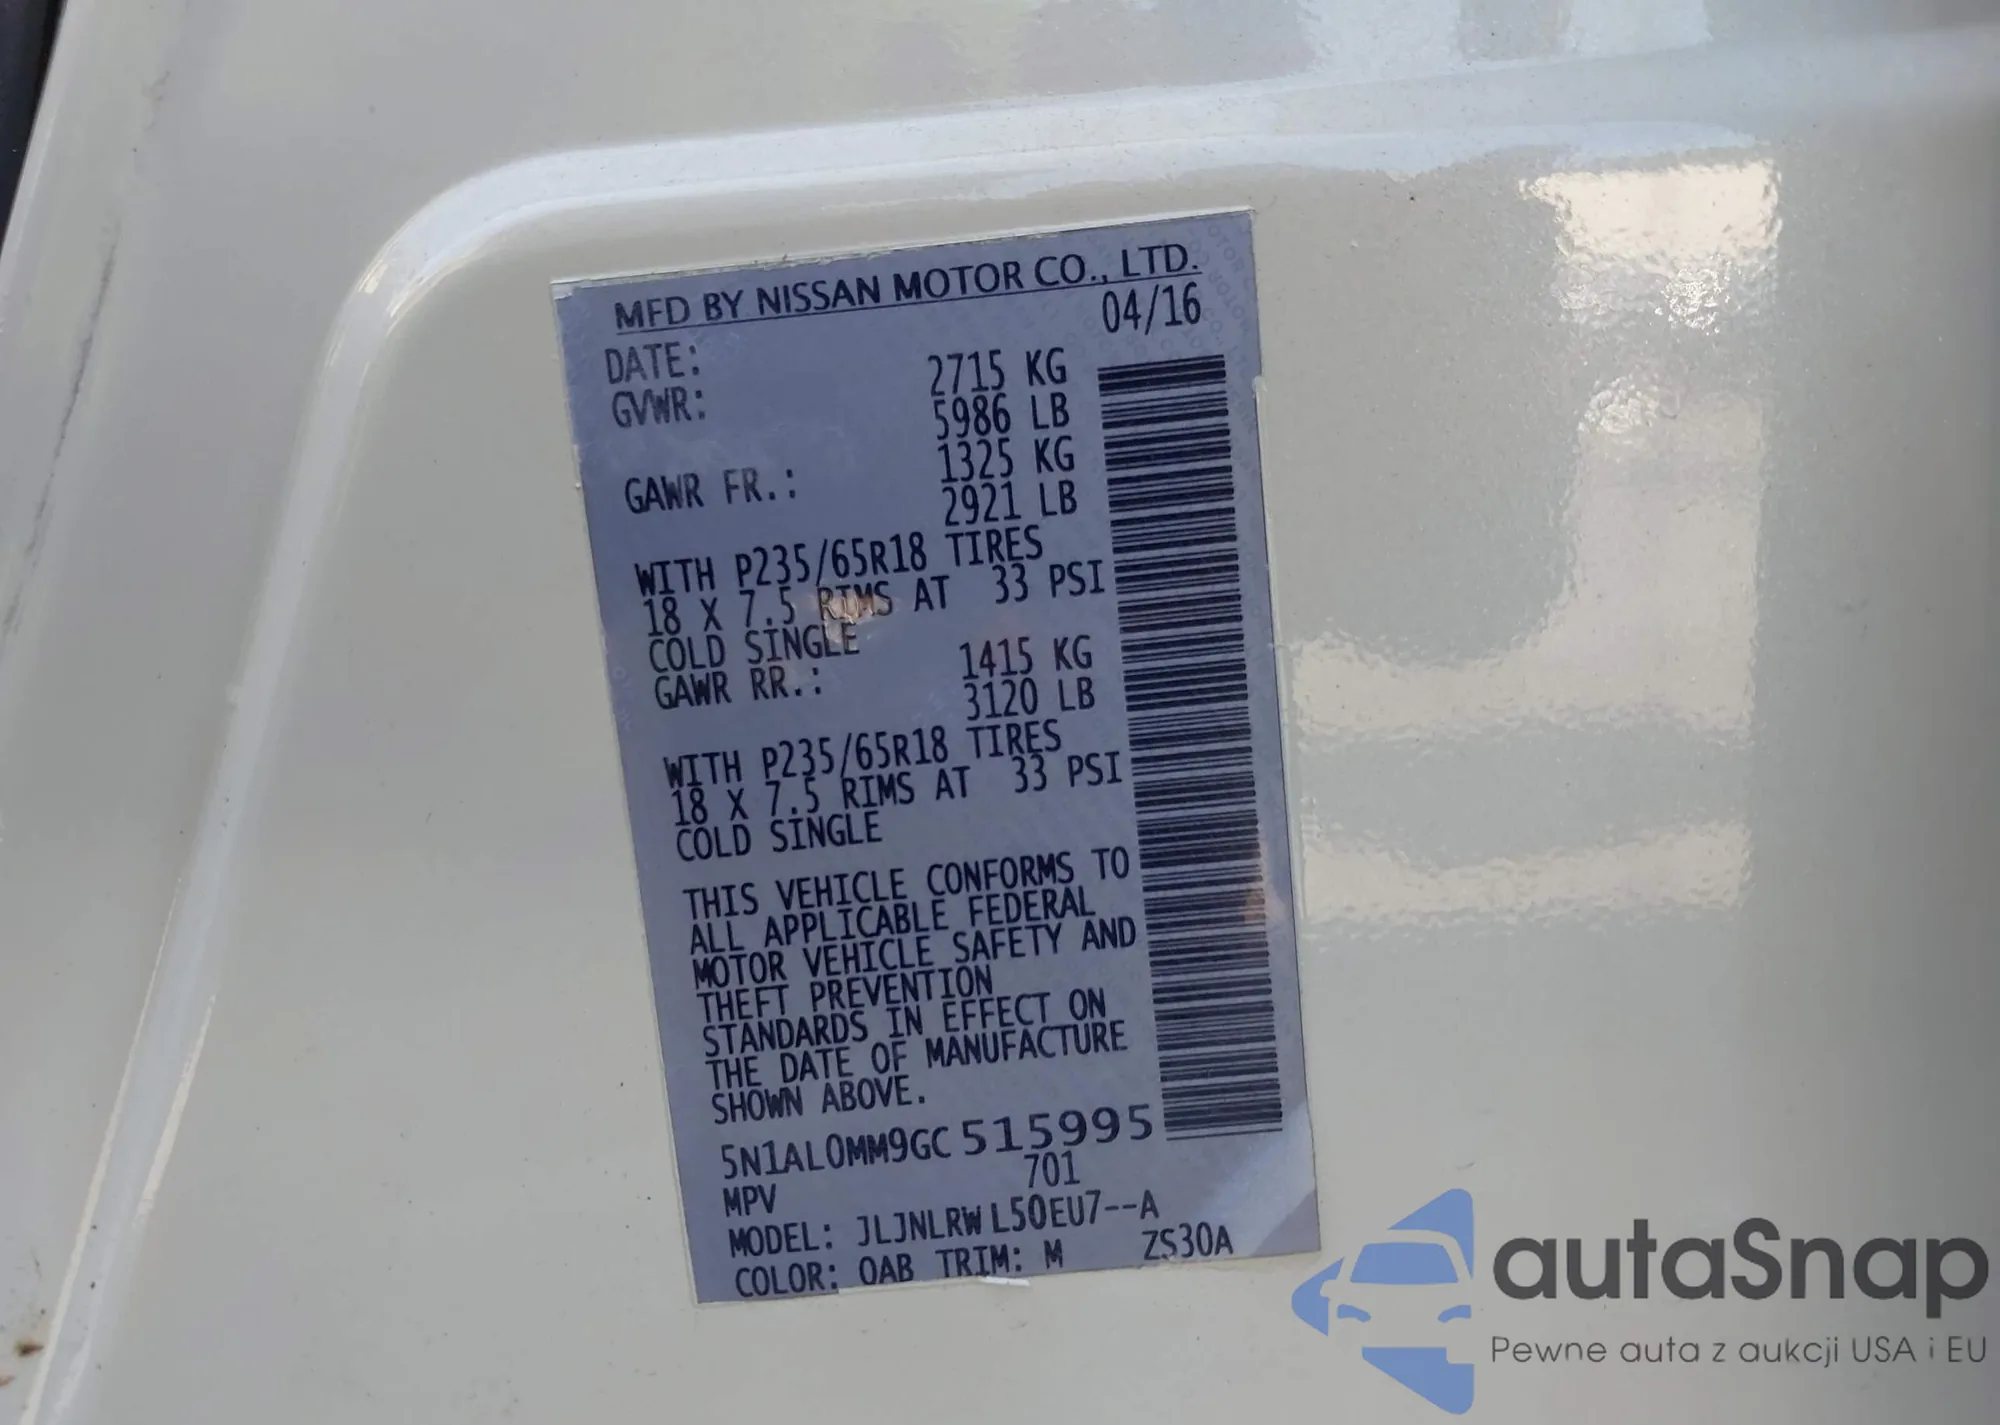 MFD BY NISSAN MOTOR CO., LTD.
DATE: 04/16
GVWR: 2715 KG
5986 LB
GAWR FR.: 1325 KG
2921 LB
WITH P235/65R18 TIRES
18 X 7.5 RIMS AT 33 PSI
COLD SINGLE
GAWR RR.: 1415 KG
3120 LB
WITH P235/65R18 TIRES
18 X 7.5 RIMS AT 33 PSI
COLD SINGLE
THIS VEHICLE CONFORMS TO
ALL APPLICABLE FEDERAL
MOTOR VEHICLE SAFETY AND
THEFT PREVENTION
STANDARDS IN EFFECT ON
THE DATE OF MANUFACTURE
SHOWN ABOVE.
5N1AL0MM9GC515995
MPV 701
MODEL: JLJNLRWL50EU7--A
COLOR: QAB TRIM: M ZS30A
autaSnap
Pewne auta z aukcji USA i EU